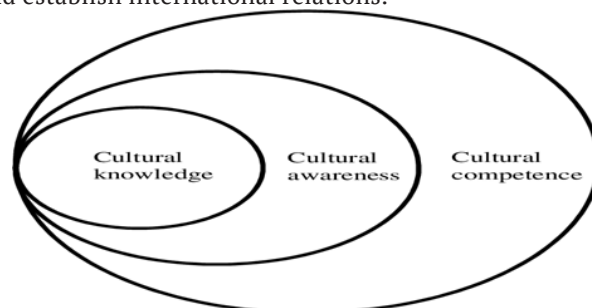 establish international relations.
Cultural knowledge
Cultural awareness
Cultural competence